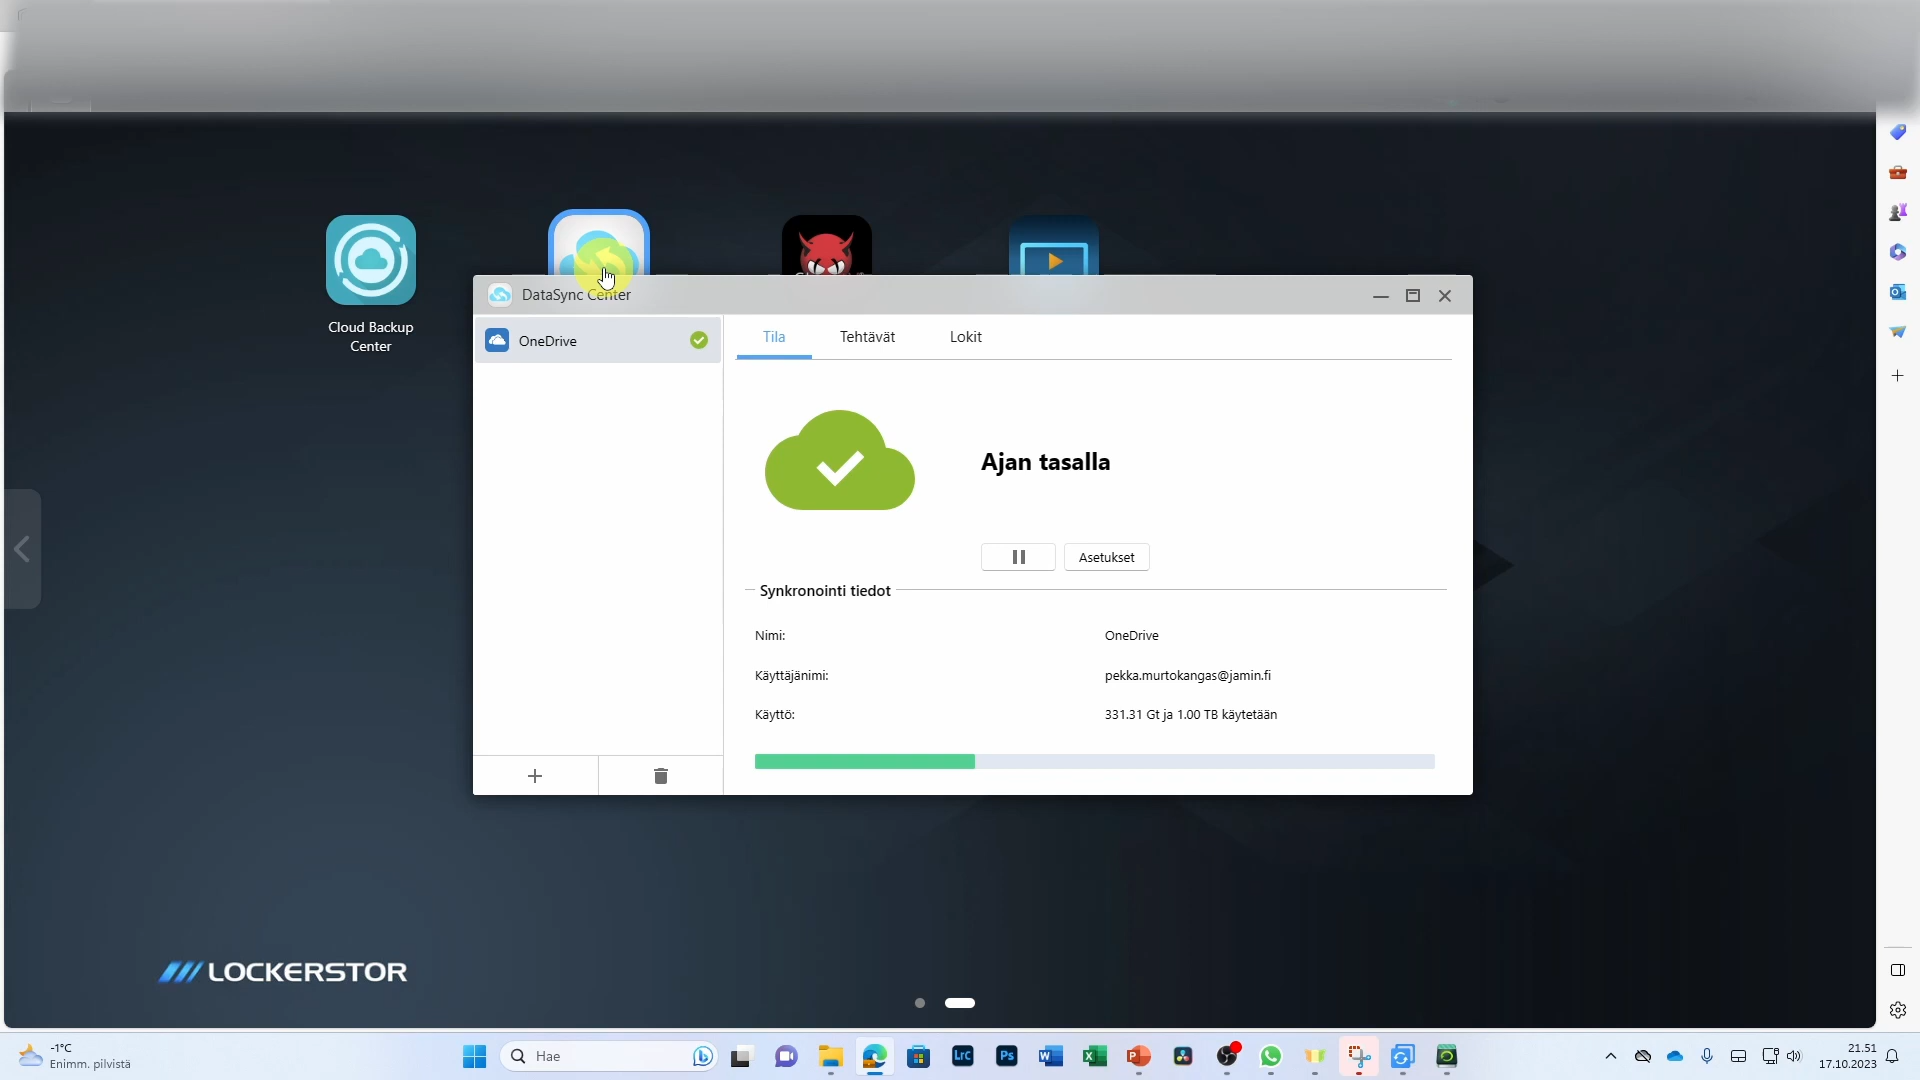 Cloud Backup
Center
DataSync Center
OneDrive
Tila
Tehtävät
Lokit
Ajan tasalla
Asetukset
Synkronointi tiedot
Nimi:
OneDrive
Käyttäjänimi:
pekka.murtokangas@jamin.fi
Käyttö:
331.31 Gt ja 1.00 TB käytetään
LOCKERSTOR
-1°C
Enimm. pilvistä
Hae
Lrc
Ps
21.51
17.10.2023